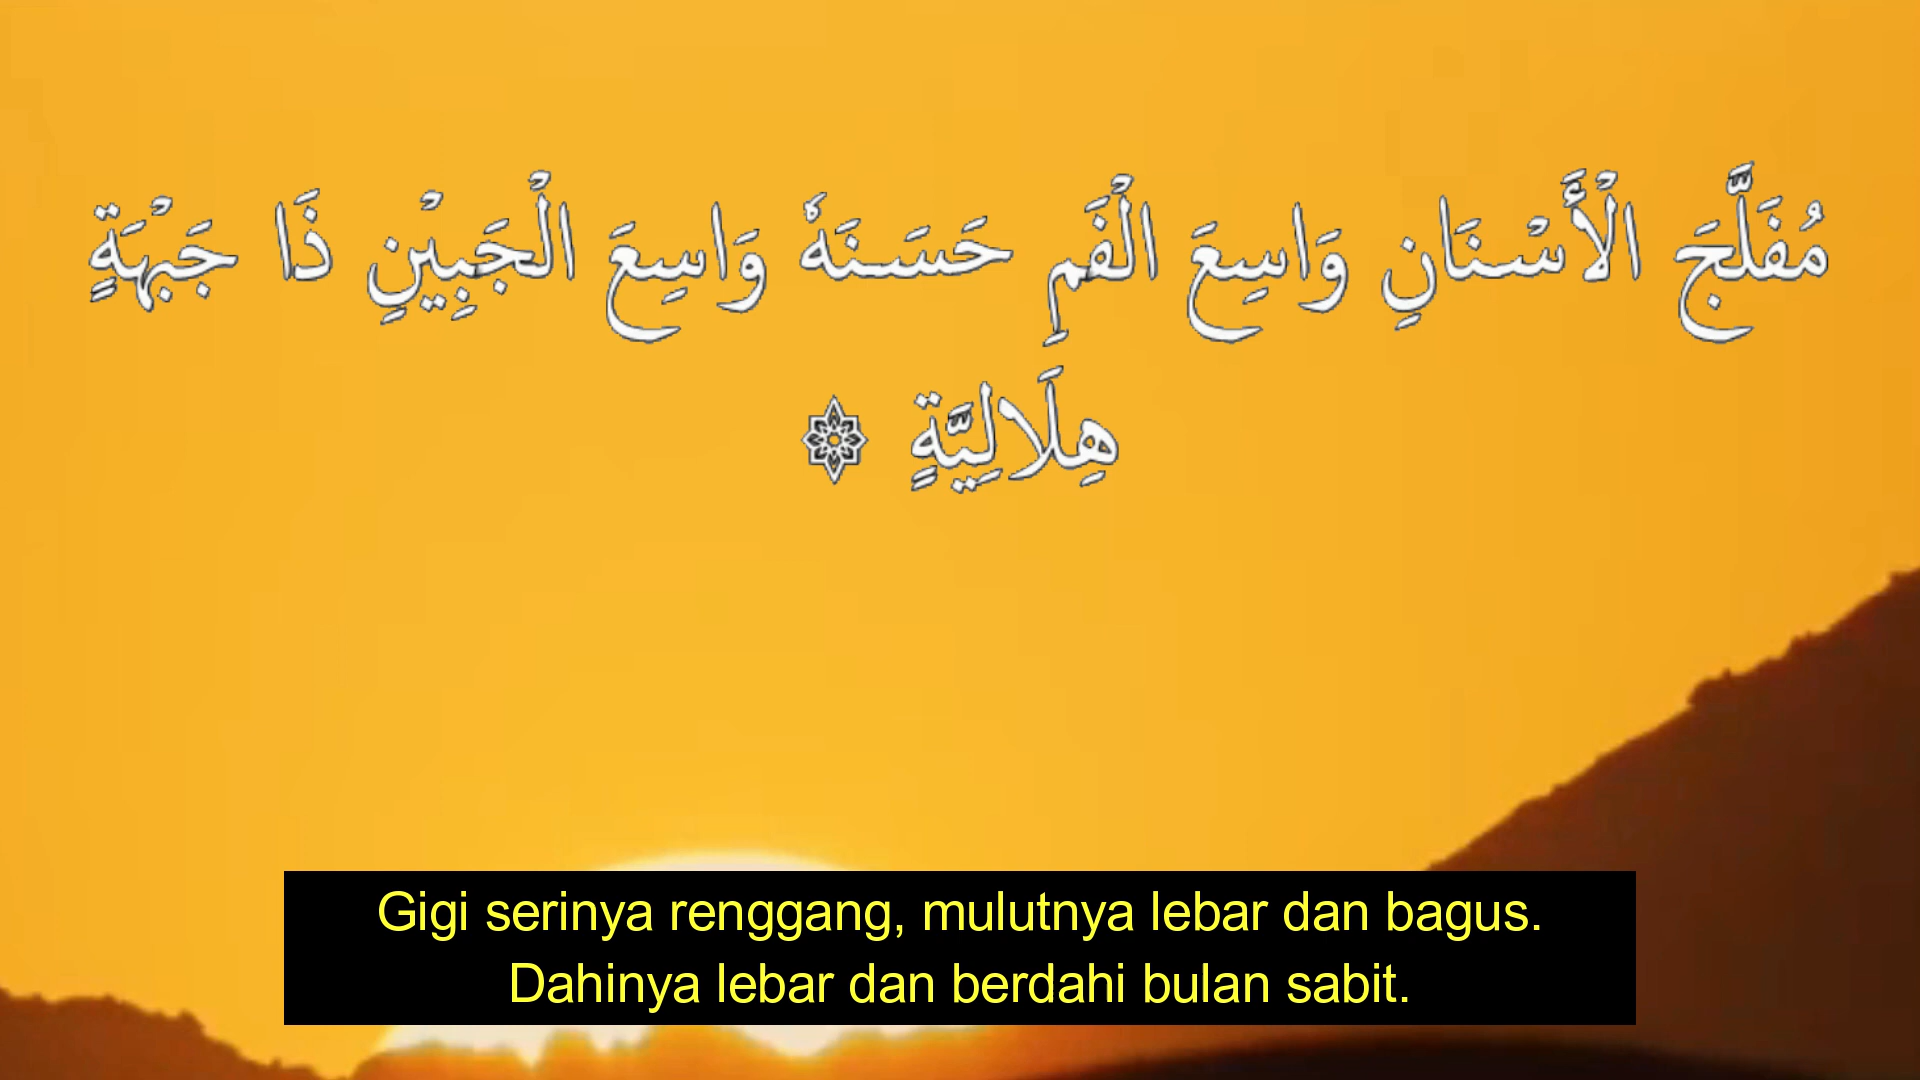 مُفَلَّجَ الْأَسْنَانِ وَاسِعَ الْفَمِ حَسَنَهٗ وَاسِعَ الْجَبِيْنِ ذَا جَبْهَةٍ
هِلَالِيَّةٍ ۞
Gigi serinya renggang, mulutnya lebar dan bagus.
Dahinya lebar dan berdahi bulan sabit.